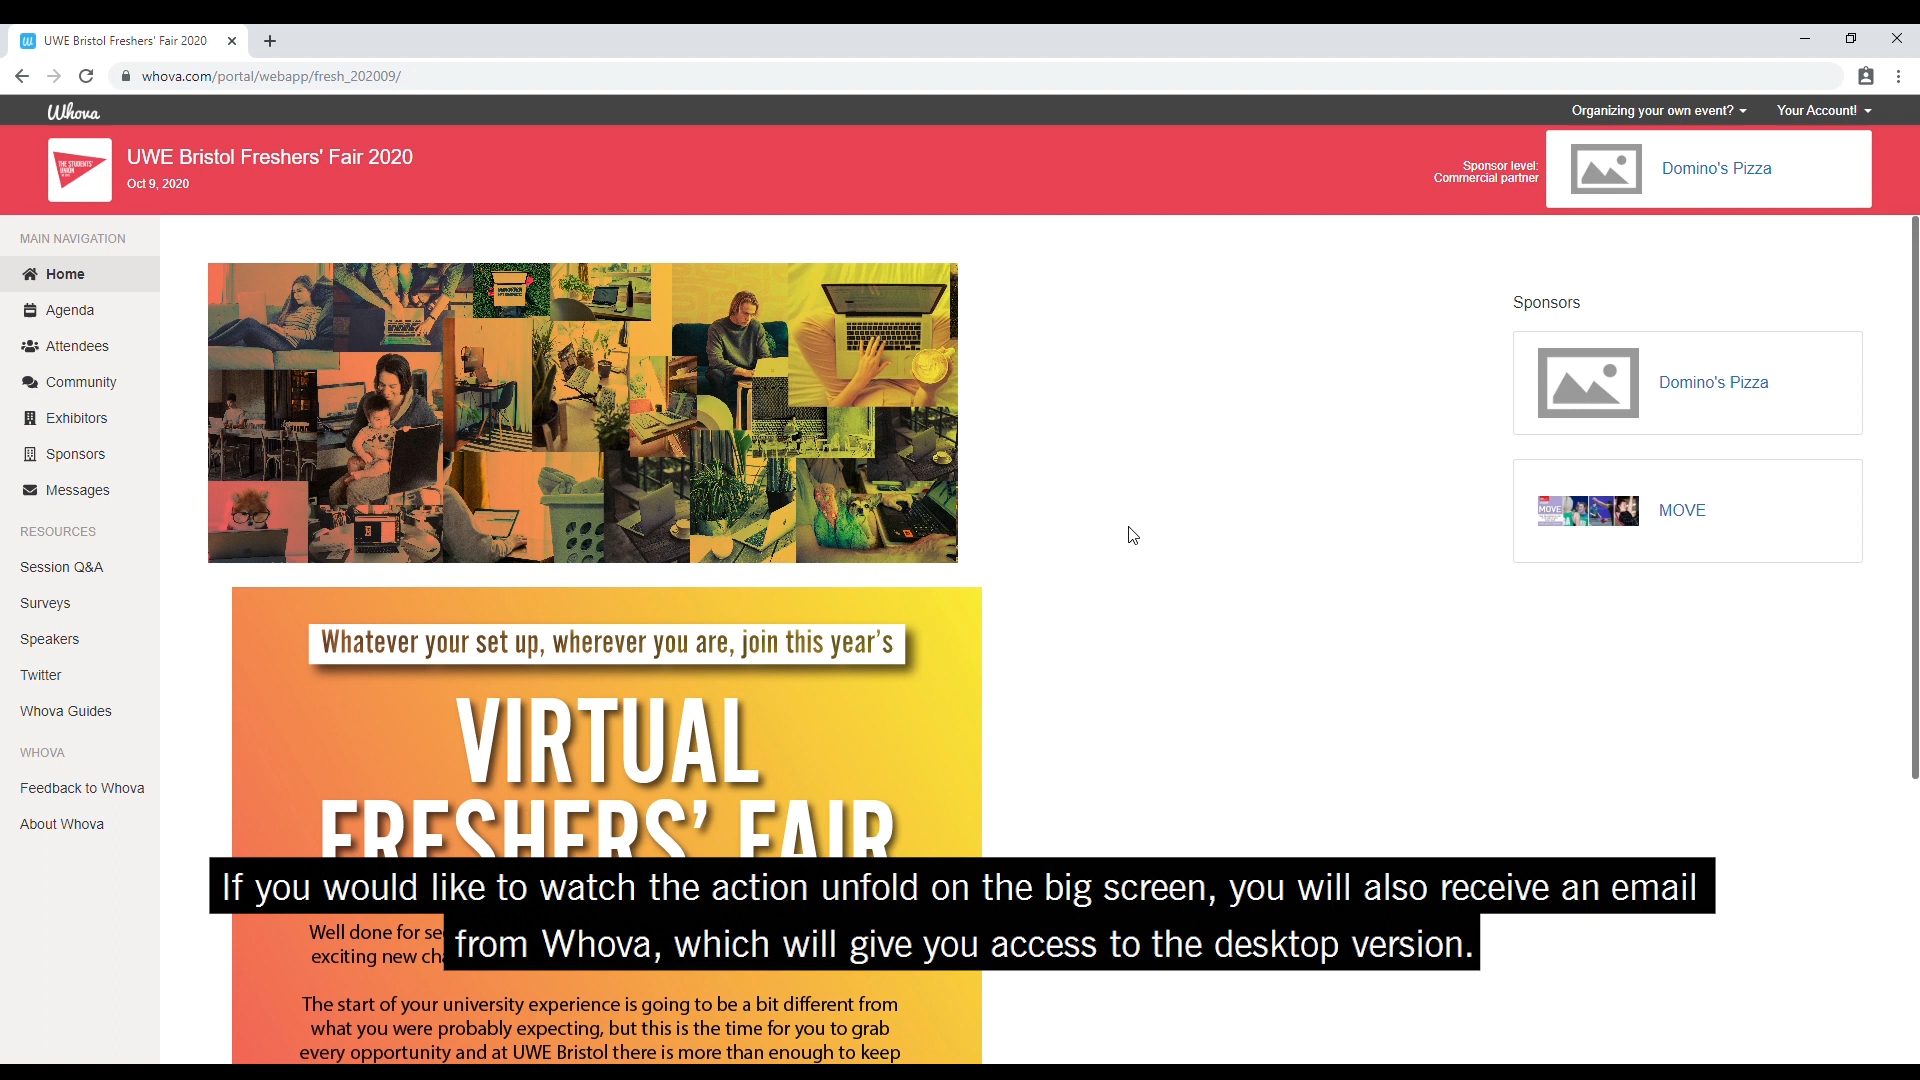 UWE Bristol Freshers' Fair 2020
whova.com/portal/webapp/fresh_202009/
Whova
Organizing your own event?
Your Account!
THE STUDENTS'
UNION
UWE Bristol Freshers' Fair 2020
Oct 9, 2020
Sponsor level:
Commercial partner
Domino's Pizza
MAIN NAVIGATION
Home
Agenda
Attendees
Community
Exhibitors
Sponsors
Messages
RESOURCES
Session Q&A
Surveys
Speakers
Twitter
Whova Guides
WHOVA
Feedback to Whova
About Whova
Sponsors
Domino's Pizza
MOVE
MOVE
Whatever your set up, wherever you are, join this year's
VIRTUAL
FRESHERS' FAIR
If you would like to watch the action unfold on the big screen, you will also receive an email
from Whova, which will give you access to the desktop version.
Well done for
exciting new
The start of your university experience is going to be a bit different from
what you were probably expecting, but this is the time for you to grab
every opportunity and at UWE Bristol there is more than enough to keep